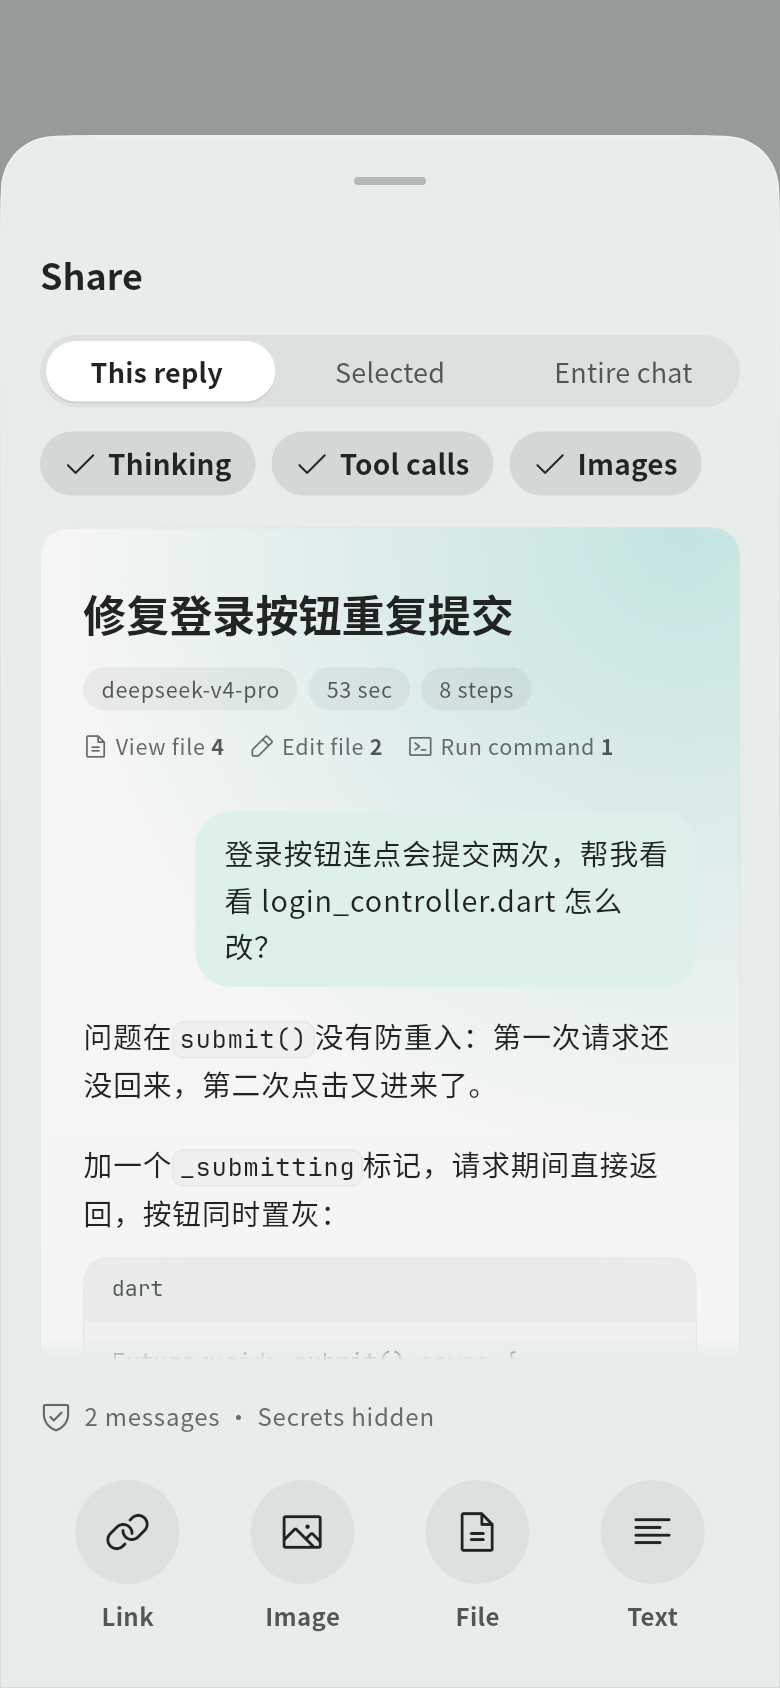 Share
This reply
Selected
Entire chat
Thinking
Tool calls
Images
修复登录按钮重复提交
deepseek-v4-pro
53 sec
8 steps
View file 4
Edit file 2
Run command 1
登录按钮连点会提交两次，帮我看
看 login_controller.dart 怎么
改？
问题在 submit() 没有防重入：第一次请求还
没回来，第二次点击又进来了。
加一个 _submitting 标记，请求期间直接返
回，按钮同时置灰：
dart
Future<void> submit() async {
2 messages • Secrets hidden
Link
Image
File
Text